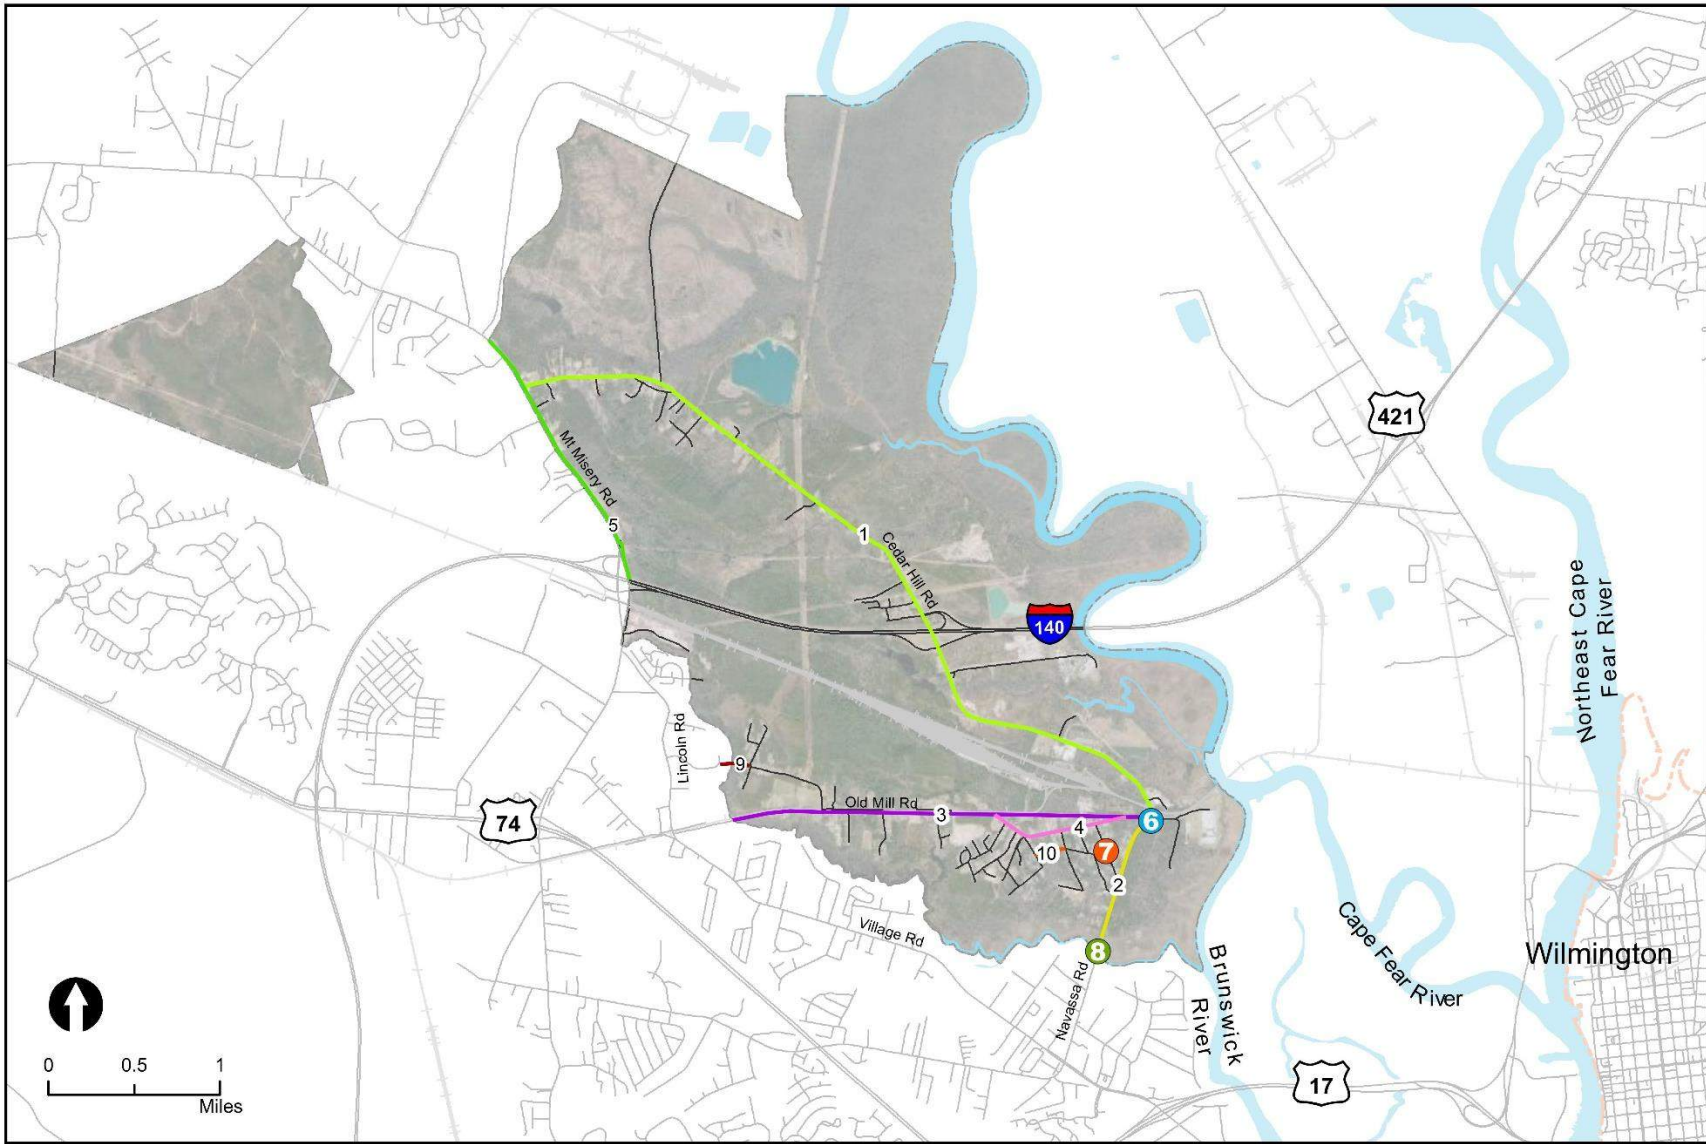 421
Mt Misery Rd
5
1
Cedar Hill Rd
140
Northeast Cape
Fear River
Lincoln Rd
9
74
Old Mill Rd
3
4
6
10
7
2
Village Rd
8
Navassa Rd
Brunswick
River
Cape Fear River
Wilmington
17
0 0.5 1
Miles